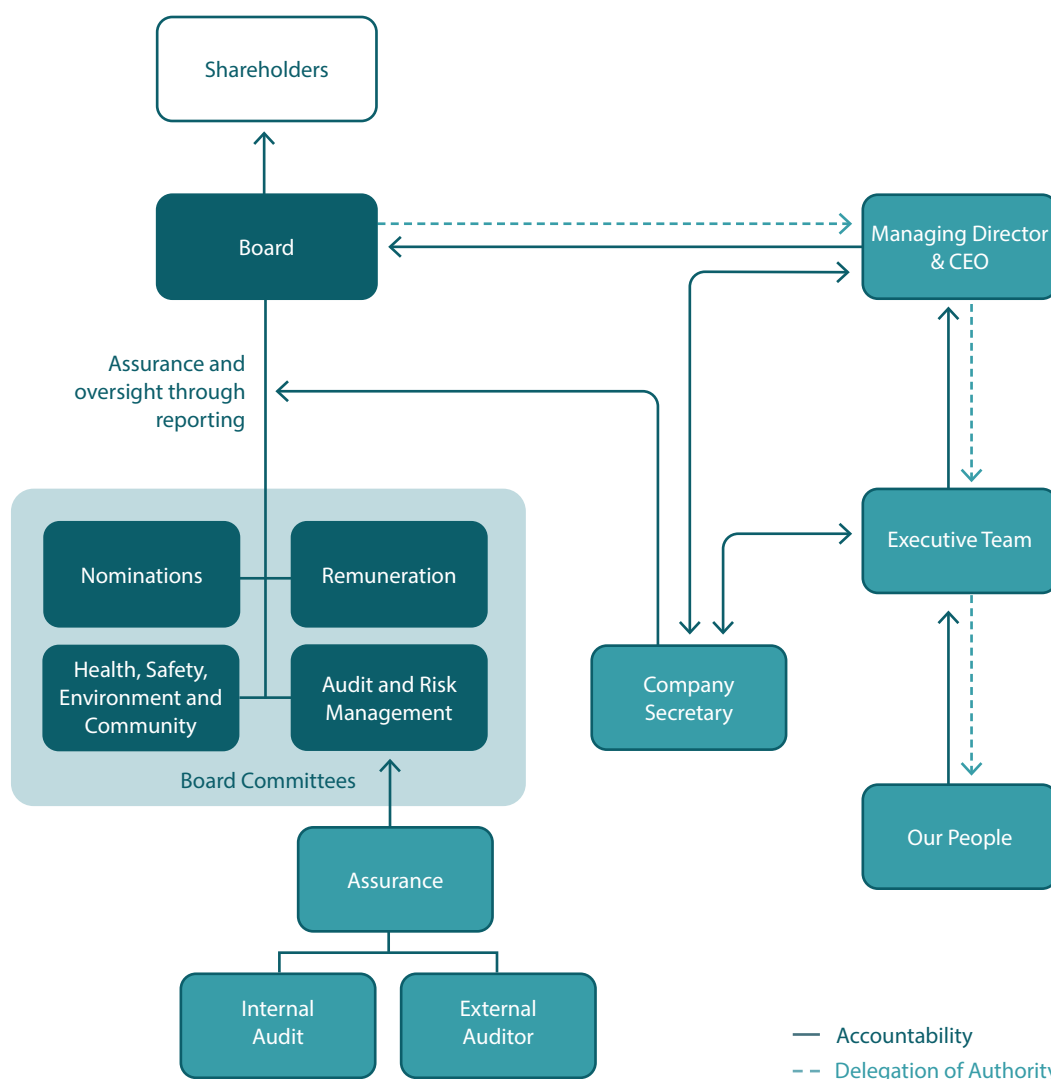 Shareholders
Board
Managing Director
& CEO
Assurance and
oversight through
reporting
Nominations
Remuneration
Executive Team
Health, Safety,
Environment and
Community
Audit and Risk
Management
Company
Secretary
Board Committees
Our People
Assurance
Internal
Audit
External
Auditor
Accountability
Delegation of Authority